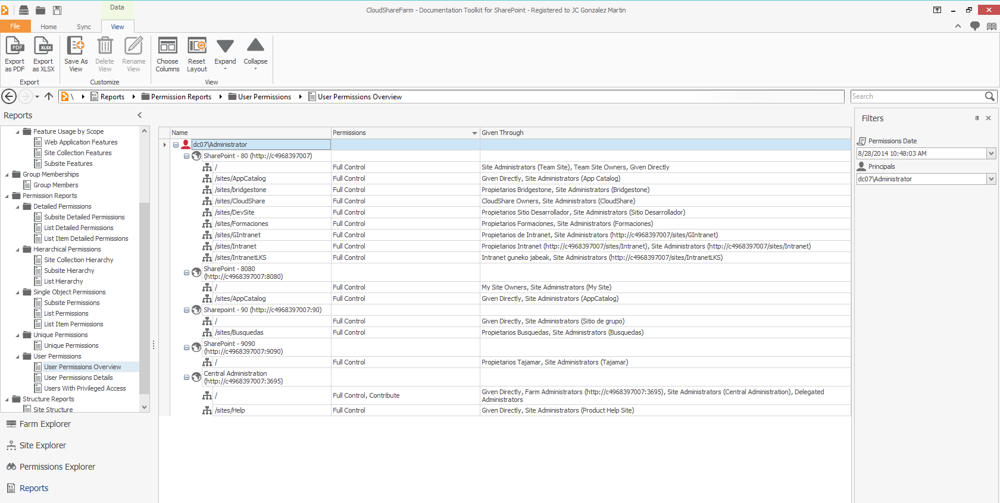 Data
CloudShareFarm - Documentation Toolkit for SharePoint - Registered to JC Gonzalez Martin
File Home Sync View
PDF XLSX
Export as PDF
Export as XLSX
Save As View
Delete View
Rename View
Choose Columns
Reset Layout
Expand
Collapse
Export Customize View
\ Reports Permission Reports User Permissions User Permissions Overview
Search
Reports
Feature Usage by Scope
Web Application Features
Site Collection Features
Subsite Features
Group Memberships
Group Members
Permission Reports
Detailed Permissions
Subsite Detailed Permissions
List Detailed Permissions
List Item Detailed Permissions
Hierarchical Permissions
Site Collection Hierarchy
Subsite Hierarchy
List Hierarchy
Single Object Permissions
Subsite Permissions
List Permissions
List Item Permissions
Unique Permissions
Unique Permissions
User Permissions
User Permissions Overview
User Permissions Details
Users With Privileged Access
Structure Reports
Site Structure
Farm Explorer
Site Explorer
Permissions Explorer
Reports
Name Permissions Given Through
dc07\Administrator
SharePoint - 80 (http://c4968397007)
/ Full Control Site Administrators (Team Site), Team Site Owners, Given Directly
/sites/AppCatalog Full Control Given Directly, Site Administrators (App Catalog)
/sites/bridgestone Full Control Propietarios Bridgestone, Site Administrators (Bridgestone)
/sites/CloudShare Full Control CloudShare Owners, Site Administrators (CloudShare)
/sites/DevSite Full Control Propietarios Sitio Desarrollador, Site Administrators (Sitio Desarrollador)
/sites/Formaciones Full Control Propietarios Formaciones, Site Administrators (Formaciones)
/sites/GIntranet Full Control Propietarios de Intranet, Site Administrators (http://c4968397007/sites/GIntranet)
/sites/Intranet Full Control Propietarios Intranet (http://c4968397007/sites/Intranet), Site Administrators (http://c4968397007/sites/Intranet)
/sites/IntranetLKS Full Control Intranet guneko jabeak, Site Administrators (http://c4968397007/sites/IntranetLKS)
SharePoint - 8080
(http://c4968397007:8080)
/ Full Control My Site Owners, Site Administrators (My Site)
/sites/AppCatalog Full Control Given Directly, Site Administrators (AppCatalog)
Sharepoint - 90 (http://c4968397007:90)
/ Full Control Given Directly, Site Administrators (Sitio de grupo)
/sites/Busquedas Full Control Propietarios Busquedas, Site Administrators (Busquedas)
SharePoint - 9090
(http://c4968397007:9090)
/ Full Control Propietarios Tajamar, Site Administrators (Tajamar)
Central Administration
(http://c4968397007:3695)
/ Full Control, Contribute Given Directly, Farm Administrators (http://c4968397007:3695), Site Administrators (Central Administration), Delegated
Administrators
/sites/Help Full Control Given Directly, Site Administrators (Product Help Site)
Filters
Permissions Date
8/28/2014 10:48:03 AM
Principals
dc07\Administrator